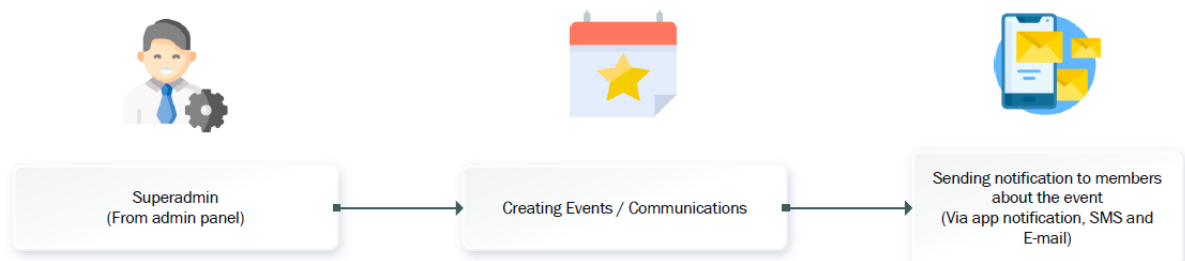 Superadmin
(From admin panel)
Creating Events / Communications
Sending notification to members
about the event
(Via app notification, SMS and
E-mail)